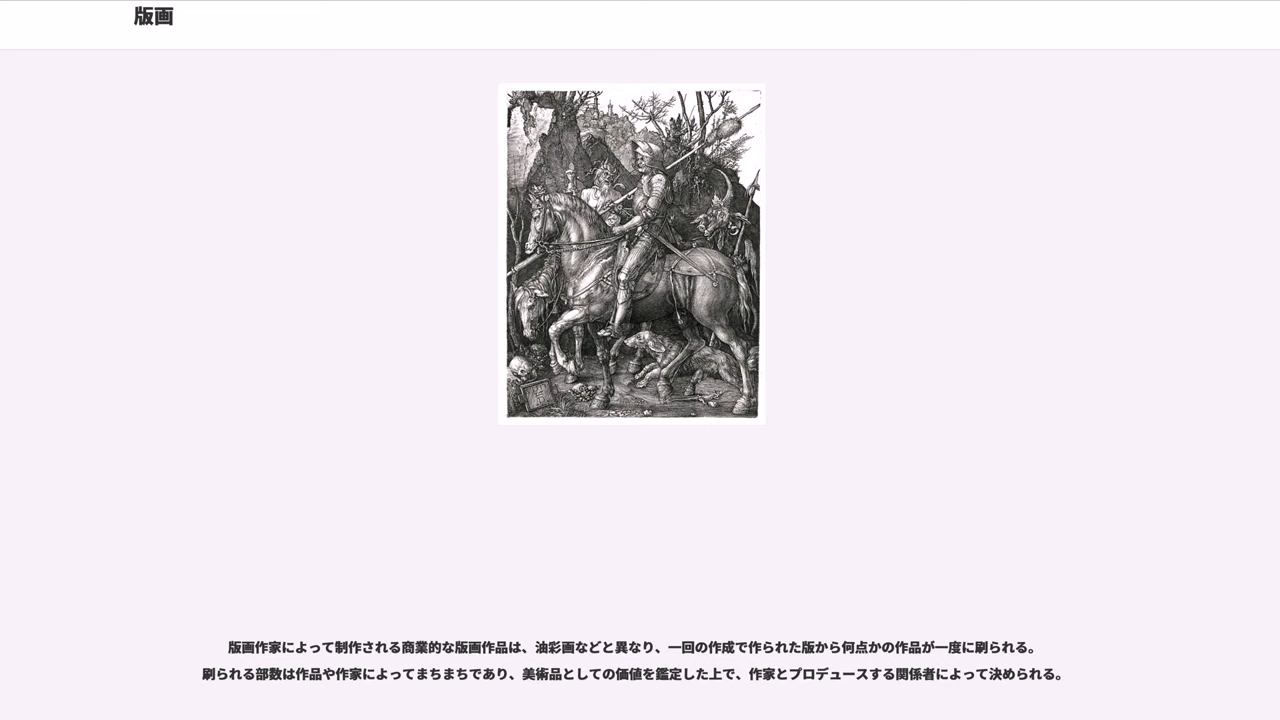 版画
版画作家によって制作される商業的な版画作品は、油彩画などと異なり、一回の作成で作られた版から何点かの作品が一度に刷られる。
刷られる部数は作品や作家によってまちまちであり、美術品としての価値を鑑定した上で、作家とプロデュースする関係者によって決められる。